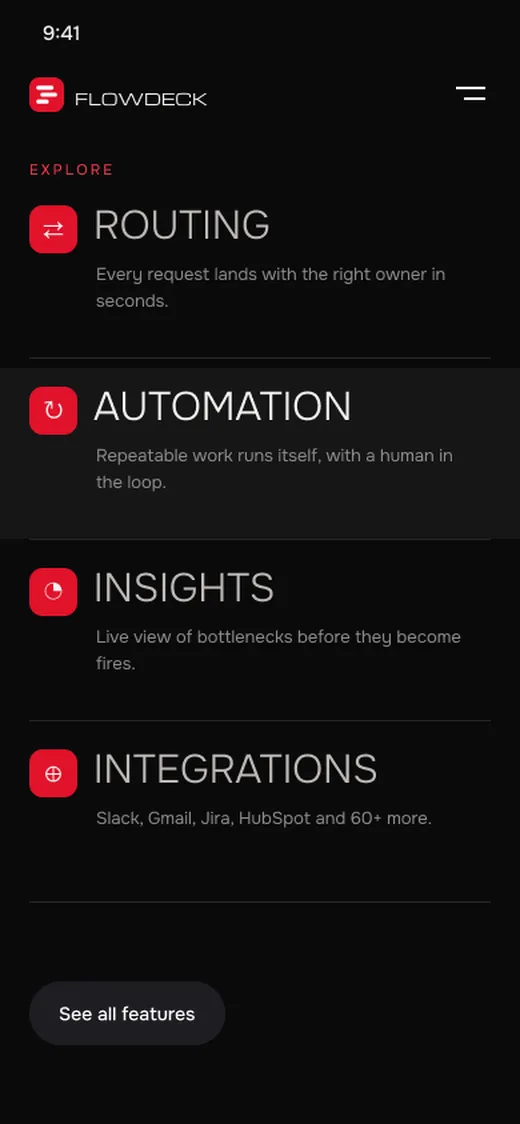 9:41
FLOWDECK
EXPLORE
ROUTING
Every request lands with the right owner in
seconds.
AUTOMATION
Repeatable work runs itself, with a human in
the loop.
INSIGHTS
Live view of bottlenecks before they become
fires.
INTEGRATIONS
Slack, Gmail, Jira, HubSpot and 60+ more.
See all features